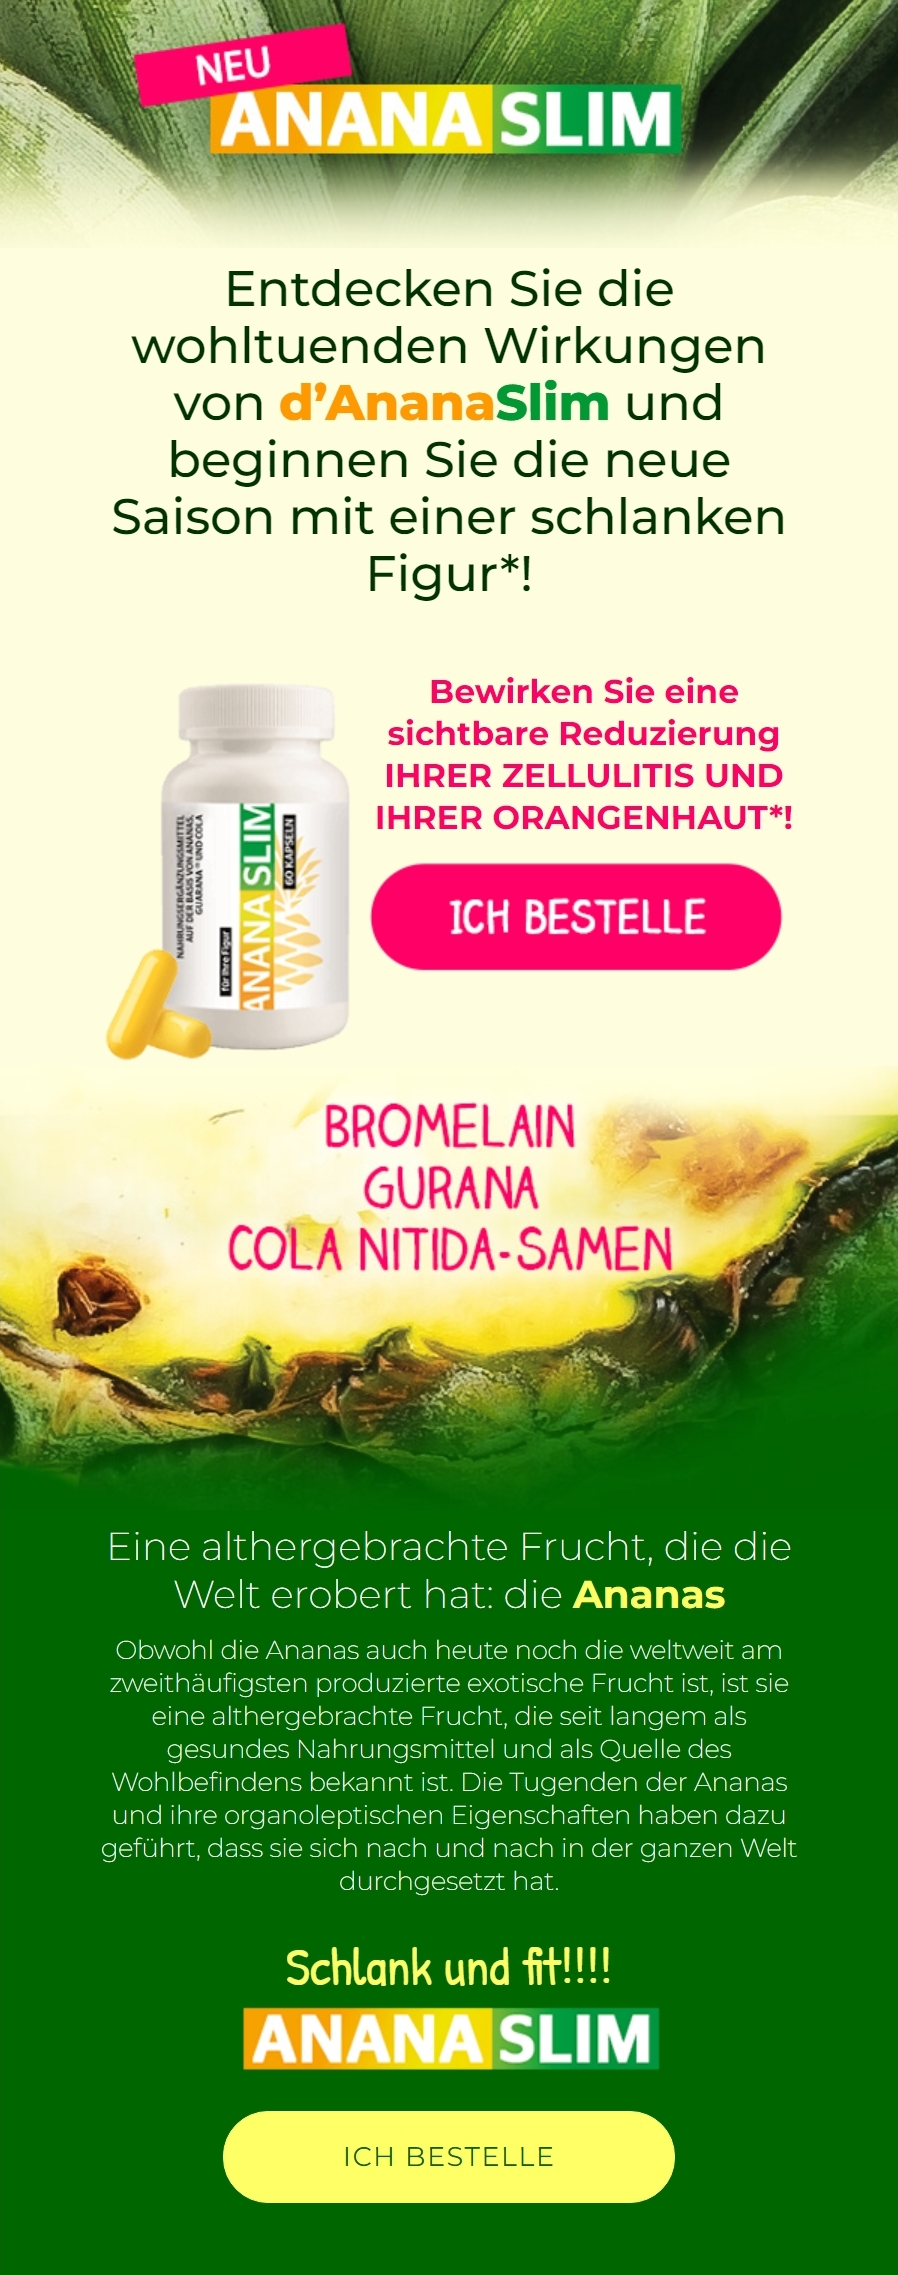 NEU
ANANA SLIM
Entdecken Sie die
wohltuenden Wirkungen
von d’AnanaSlim und
beginnen Sie die neue
Saison mit einer schlanken
Figur*!
Bewirken Sie eine
sichtbare Reduzierung
IHRER ZELLULITIS UND
IHRER ORANGENHAUT*!
NAHRUNGSERGÄNZUNGSMITTEL
AUF DER BASIS VON ANANAS,
GUARANA UND COLA
für Ihre Figur
ANANA SLIM
60 KAPSELN
ICH BESTELLE
BROMELAIN
GURANA
COLA NITIDA-SAMEN
Eine althergebrachte Frucht, die die
Welt erobert hat: die Ananas
Obwohl die Ananas auch heute noch die weltweit am
zweithäufigsten produzierte exotische Frucht ist, ist sie
eine althergebrachte Frucht, die seit langem als
gesundes Nahrungsmittel und als Quelle des
Wohlbefindens bekannt ist. Die Tugenden der Ananas
und ihre organoleptischen Eigenschaften haben dazu
geführt, dass sie sich nach und nach in der ganzen Welt
durchgesetzt hat.
Schlank und fit!!!!
ANANA SLIM
ICH BESTELLE